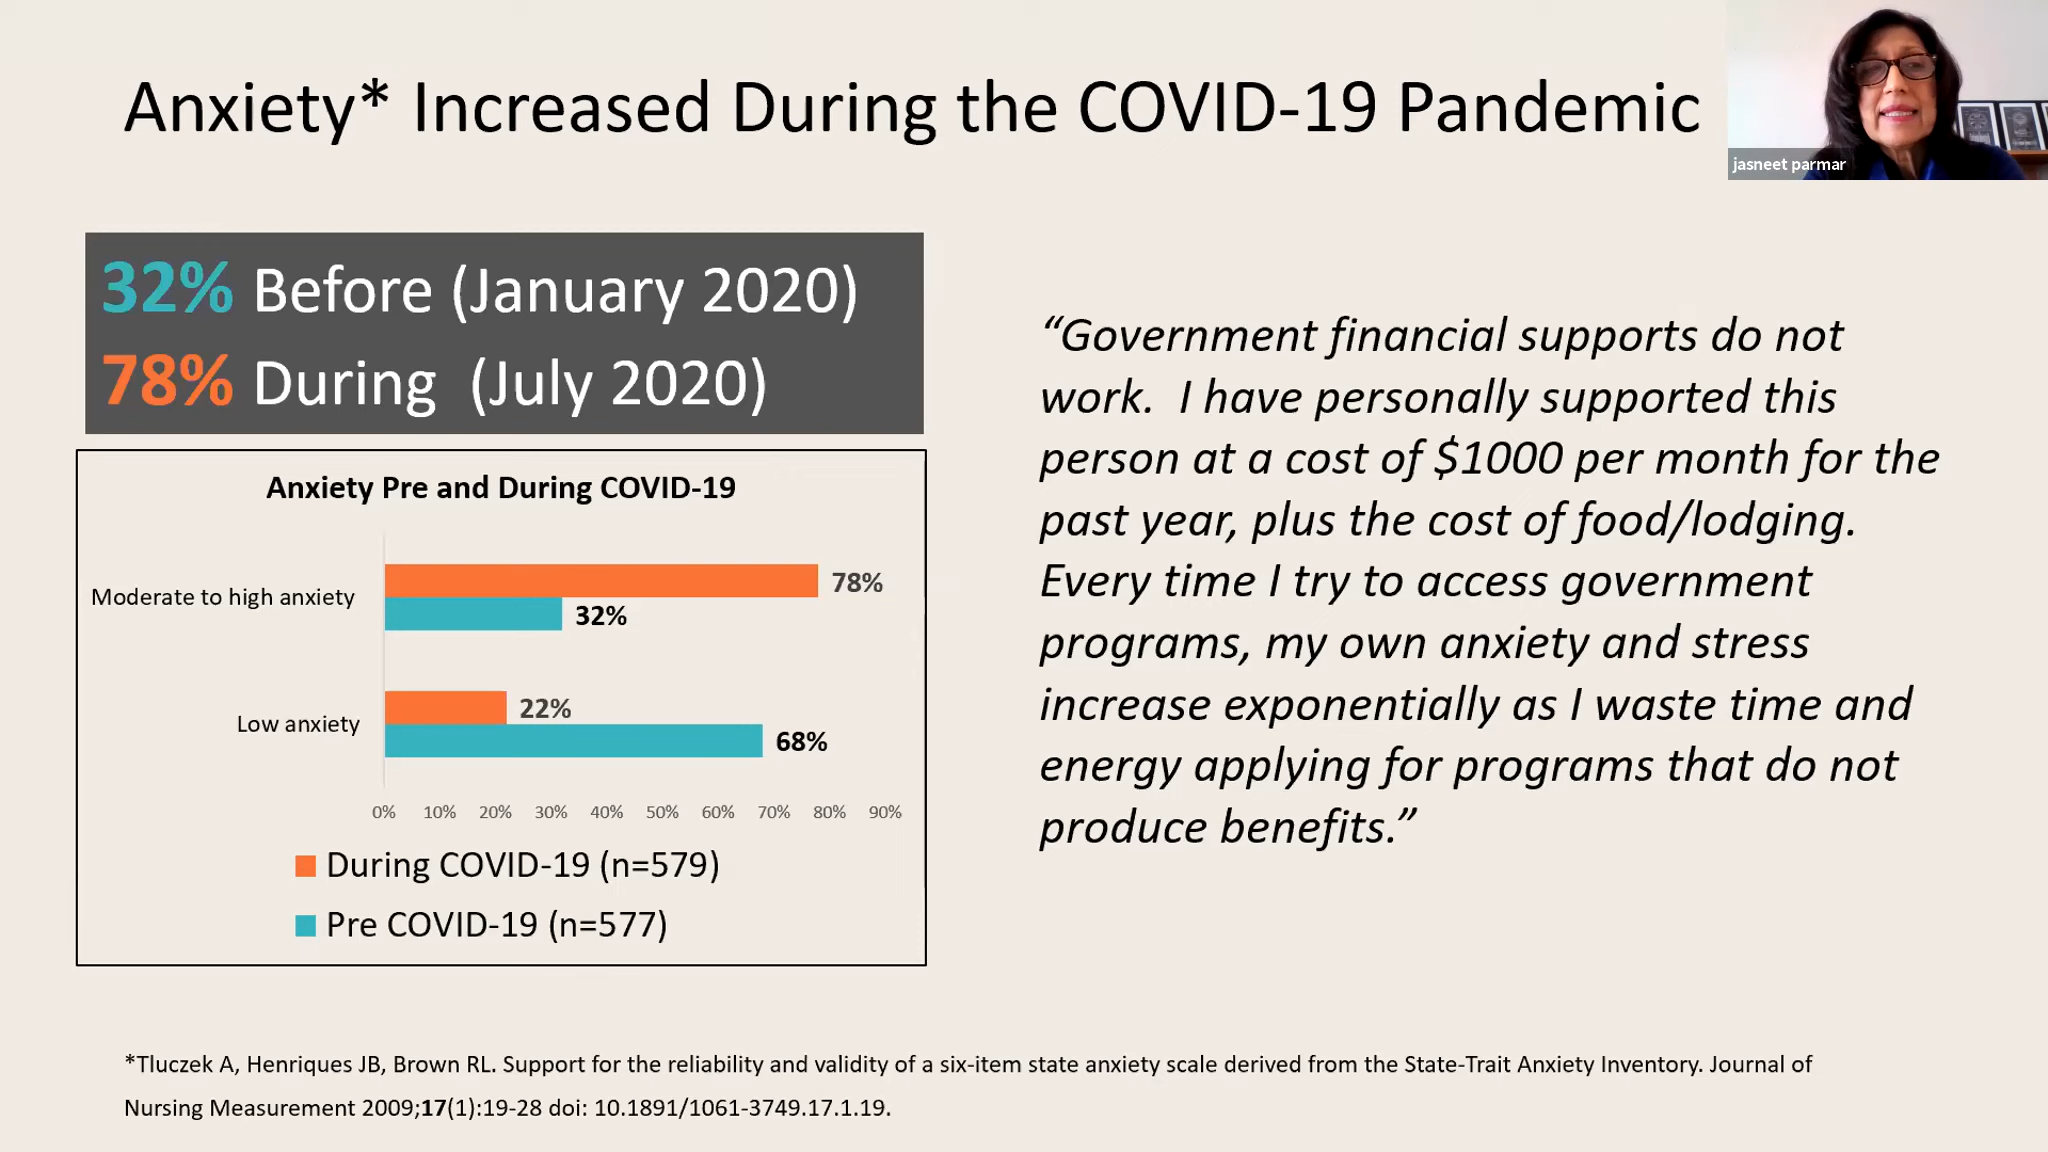 Anxiety* Increased During the COVID-19 Pandemic
jasneet parmar
32% Before (January 2020)
78% During (July 2020)
Anxiety Pre and During COVID-19
Moderate to high anxiety
78%
32%
Low anxiety
22%
68%
0% 10% 20% 30% 40% 50% 60% 70% 80% 90%
During COVID-19 (n=579)
Pre COVID-19 (n=577)
“Government financial supports do not
work. I have personally supported this
person at a cost of $1000 per month for the
past year, plus the cost of food/lodging.
Every time I try to access government
programs, my own anxiety and stress
increase exponentially as I waste time and
energy applying for programs that do not
produce benefits.”
*Tluczek A, Henriques JB, Brown RL. Support for the reliability and validity of a six-item state anxiety scale derived from the State-Trait Anxiety Inventory. Journal of
Nursing Measurement 2009;17(1):19-28 doi: 10.1891/1061-3749.17.1.19.